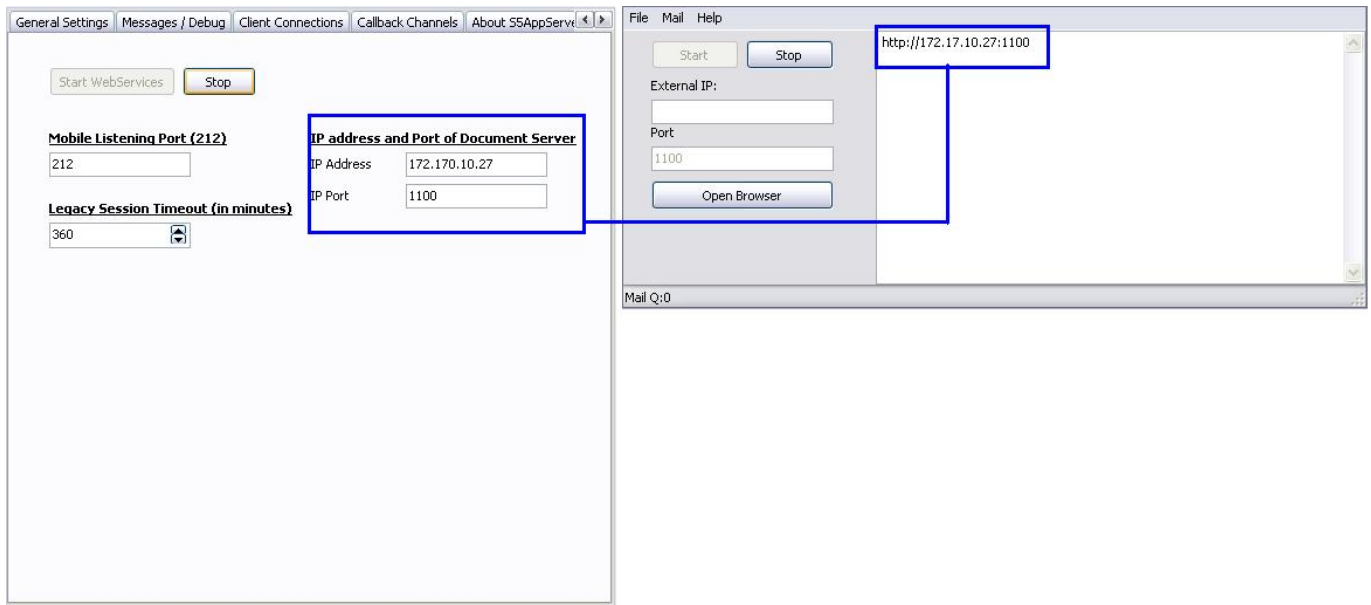 General Settings Messages / Debug Client Connections Callback Channels About S5AppServe
Start WebServices Stop
Mobile Listening Port (212)
212
Legacy Session Timeout (in minutes)
360
IP address and Port of Document Server
IP Address 172.170.10.27
IP Port 1100
File Mail Help
Start Stop
External IP:
Port
1100
Open Browser
http://172.17.10.27:1100
Mail Q:0